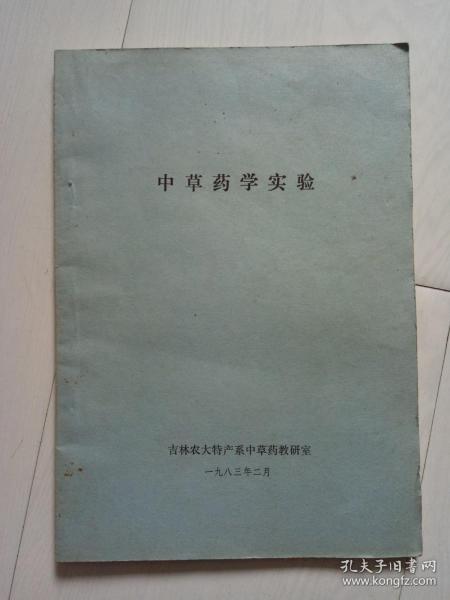 中草药学实验
吉林农大特产系中草药教研室
一九八三年二月
孔夫子旧书网
www.kongfz.com